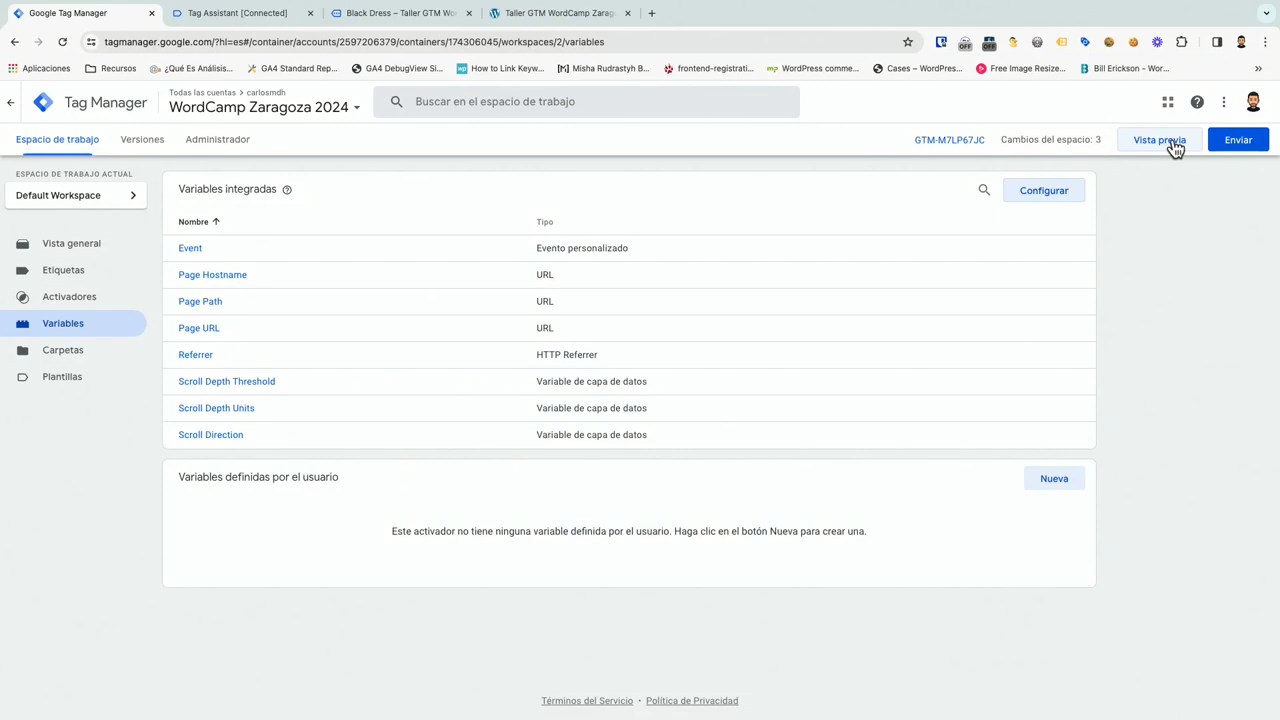 Google Tag Manager
Tag Assistant [Connected]
Black Dress – Taller GTM Wo
Taller GTM WordCamp Zarago
tagmanager.google.com/?hl=es#/container/accounts/2597206379/containers/174306045/workspaces/2/variables
OFF
OFF
Aplicaciones
Recursos
¿Qué Es Análisis...
GA4 Standard Rep...
GA4 DebugView Si...
wp How to Link Keyw...
Misha Rudrastyh B...
frontend-registrati...
WordPress comme...
Cases – WordPres...
Free Image Resize...
Bill Erickson - Wor...
»
Tag Manager
Todas las cuentas > carlosmdh
WordCamp Zaragoza 2024
Buscar en el espacio de trabajo
Espacio de trabajo
Versiones
Administrador
GTM-M7LP67JC
Cambios del espacio: 3
Vista previa
Enviar
ESPACIO DE TRABAJO ACTUAL
Default Workspace
Vista general
Etiquetas
Activadores
Variables
Carpetas
Plantillas
Variables integradas
Configurar
Nombre
Tipo
Event
Evento personalizado
Page Hostname
URL
Page Path
URL
Page URL
URL
Referrer
HTTP Referrer
Scroll Depth Threshold
Variable de capa de datos
Scroll Depth Units
Variable de capa de datos
Scroll Direction
Variable de capa de datos
Variables definidas por el usuario
Nueva
Este activador no tiene ninguna variable definida por el usuario. Haga clic en el botón Nueva para crear una.
Términos del Servicio • Política de Privacidad